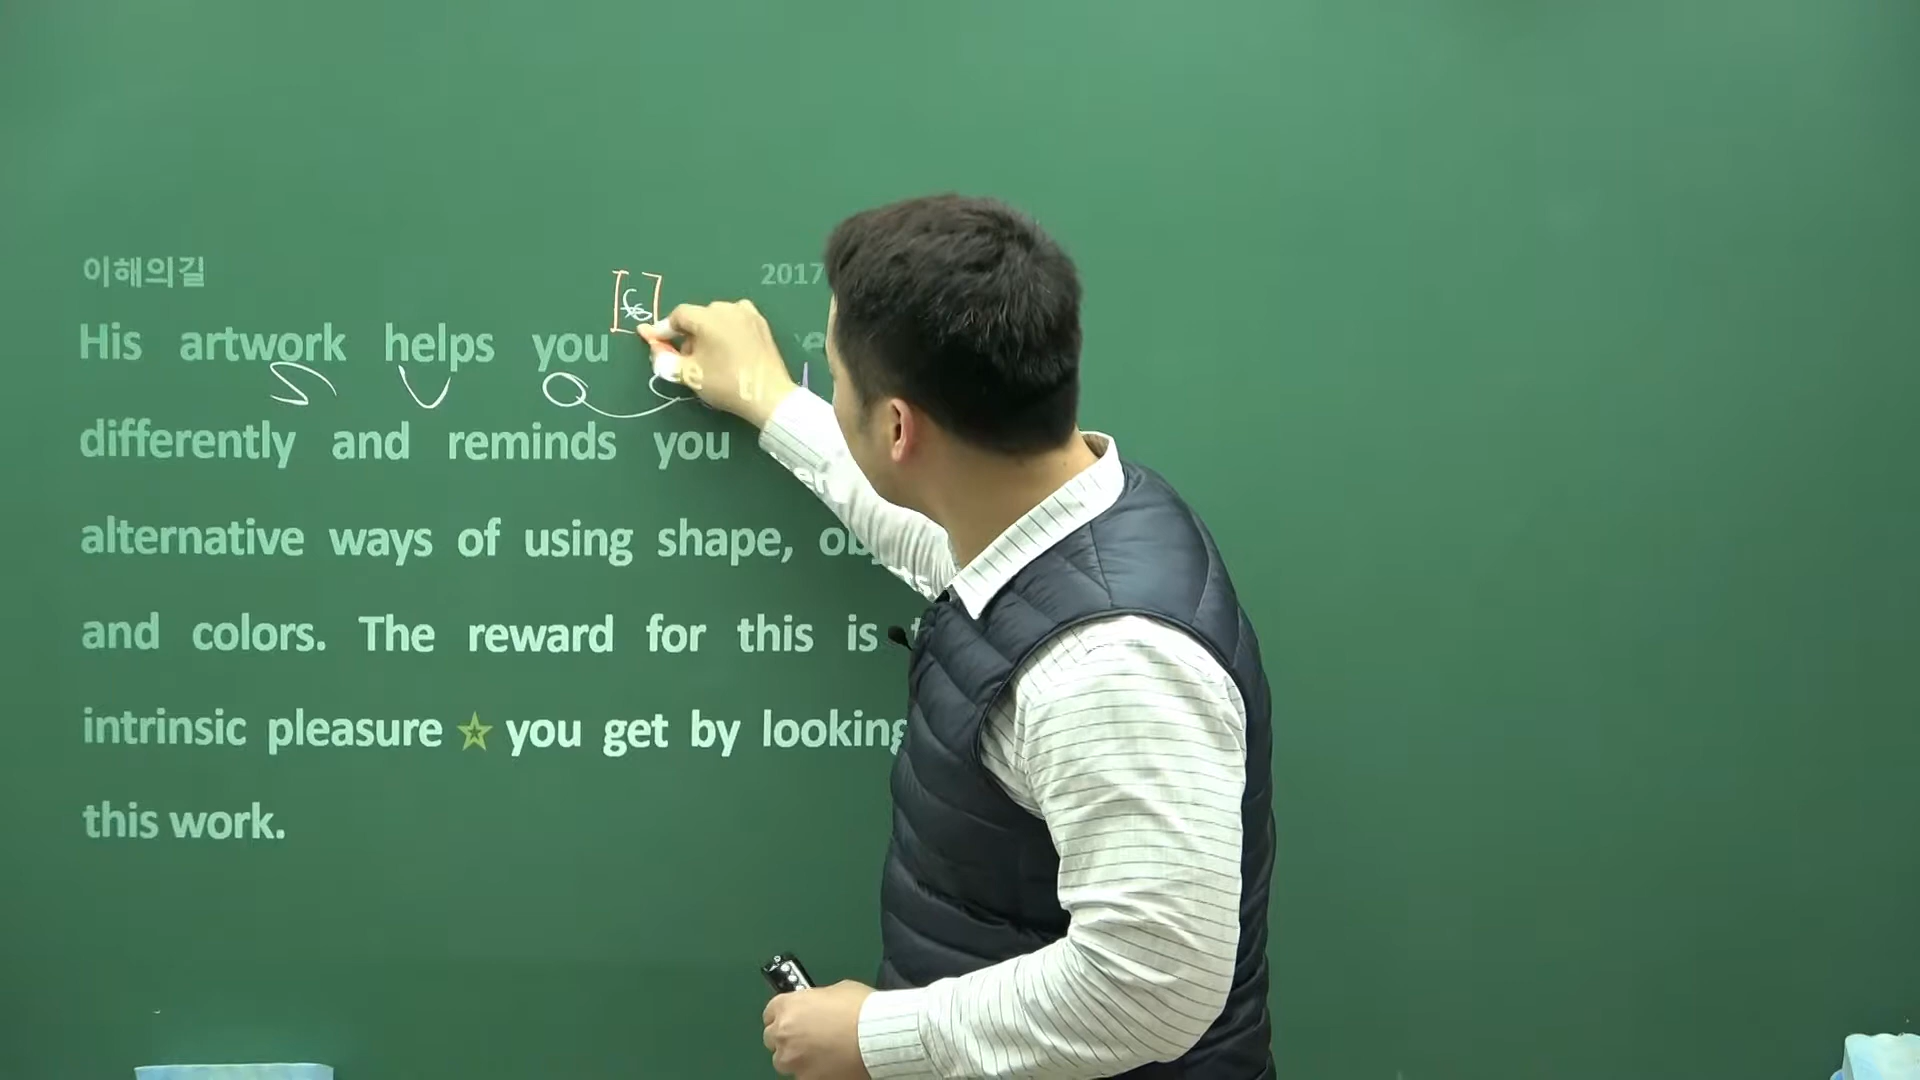 이해의길 2017
His artwork helps you
differently and reminds you
alternative ways of using shape,
and colors. The reward for this is
intrinsic pleasure ☆ you get by looking
this work.